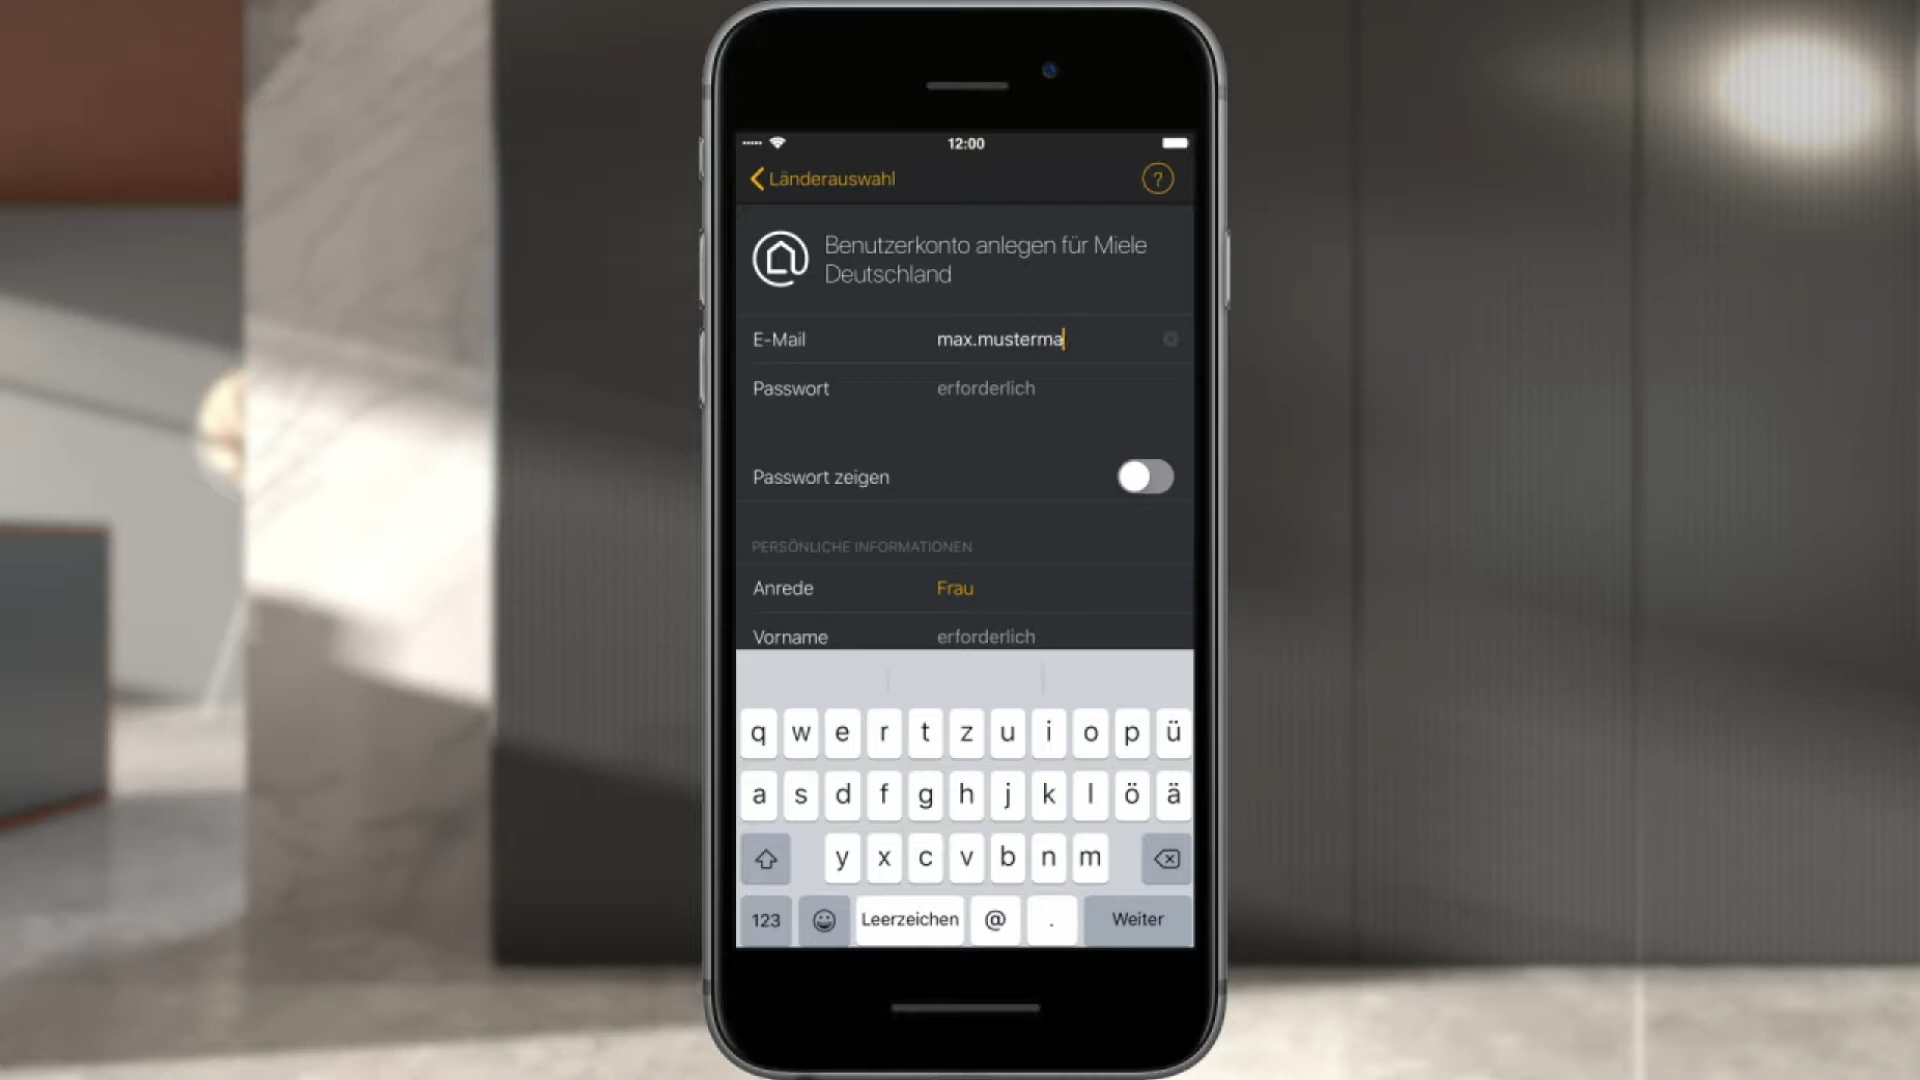 12:00
Länderauswahl
?
Benutzerkonto anlegen für Miele
Deutschland
E-Mail max.musterma
Passwort erforderlich
Passwort zeigen
PERSÖNLICHE INFORMATIONEN
Anrede Frau
Vorname erforderlich
q w e r t z u i o p ü
a s d f g h j k l ö ä
y x c v b n m
123 Leerzeichen @ . Weiter